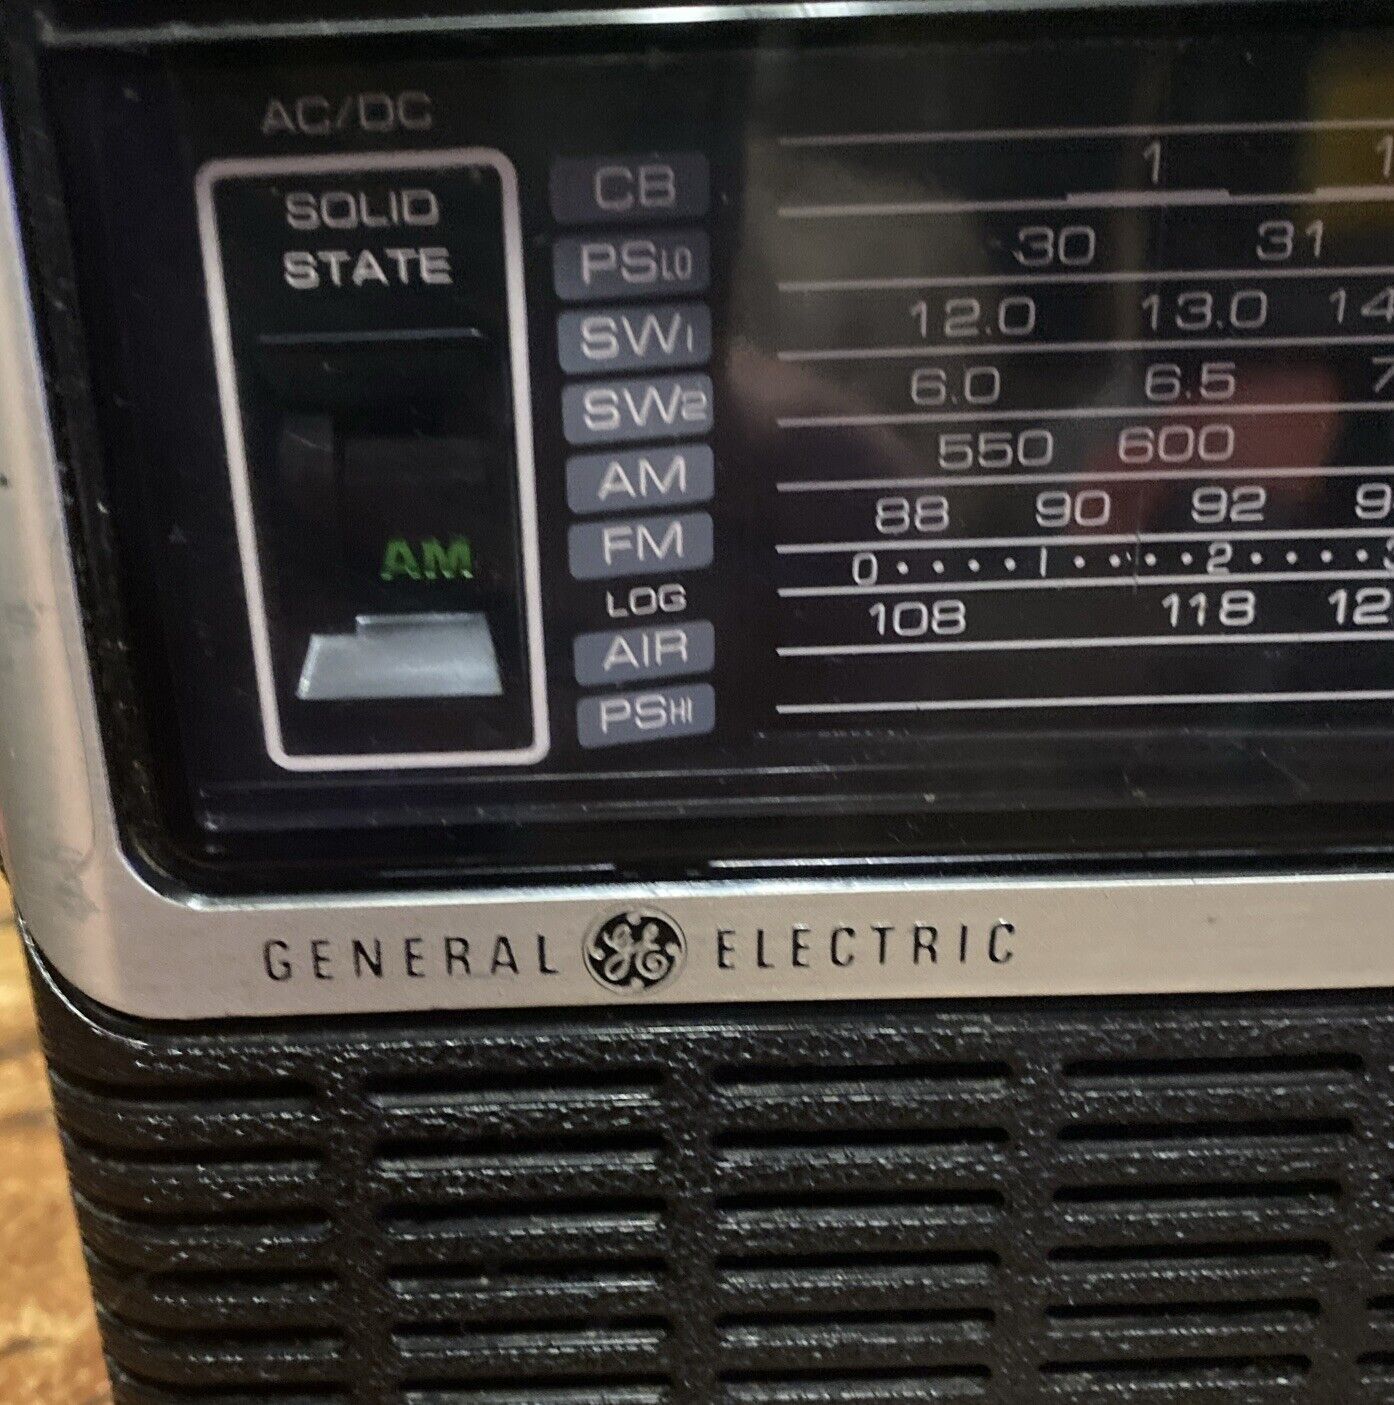 AC/DC
SOLID
STATE
AM
CB 1
PSLO 30 31
SW1 12.0 13.0 14
SW2 6.0 6.5
AM 550 600
FM 88 90 92
LOG 0 1 2
AIR 108 118
PSHI
GENERAL GE ELECTRIC